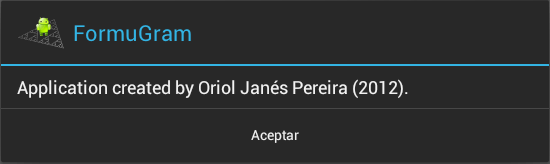 FormuGram
Application created by Oriol Janés Pereira (2012).
Aceptar